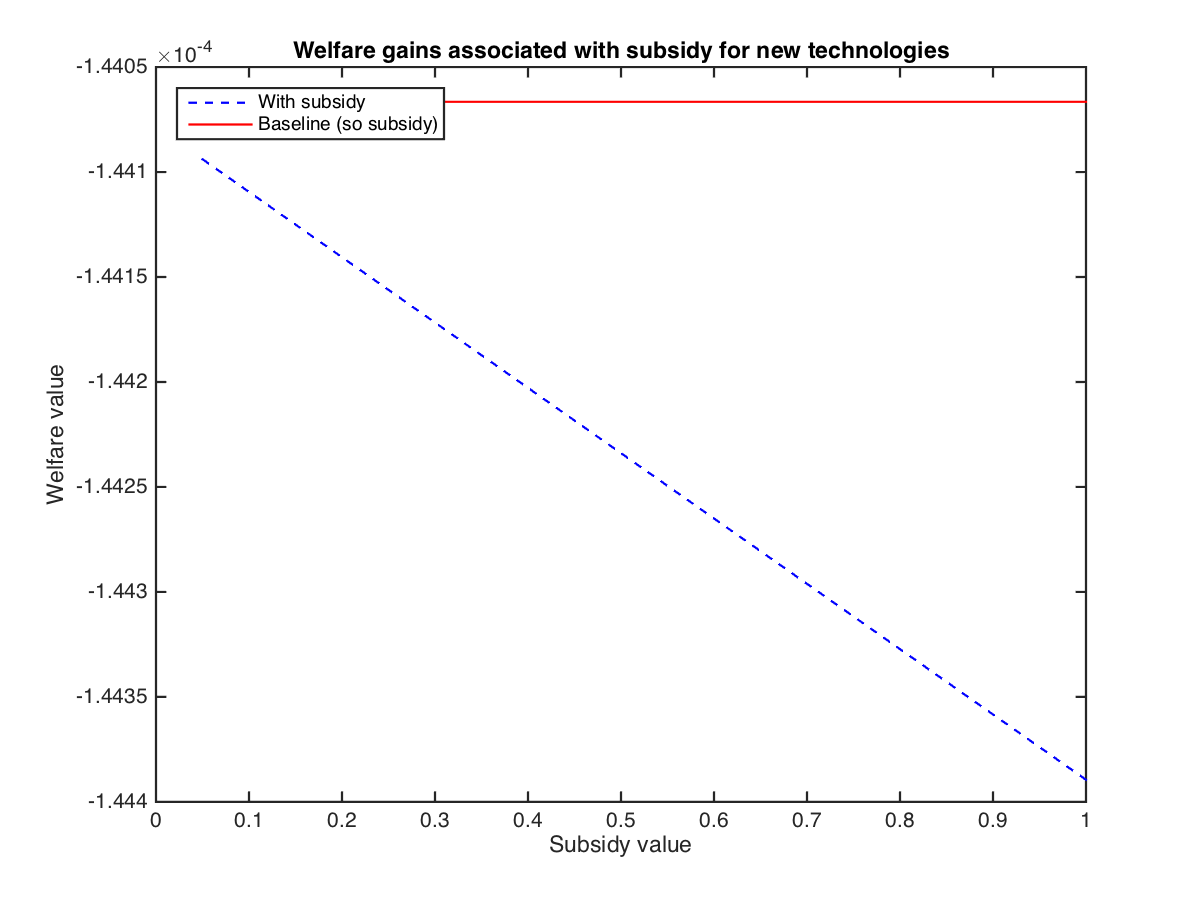 Welfare gains associated with subsidy for new technologies
×10-4
-1.4405
-1.441
-1.4415
-1.442
-1.4425
-1.443
-1.4435
-1.444
Welfare value
With subsidy
Baseline (so subsidy)
0 0.1 0.2 0.3 0.4 0.5 0.6 0.7 0.8 0.9 1
Subsidy value